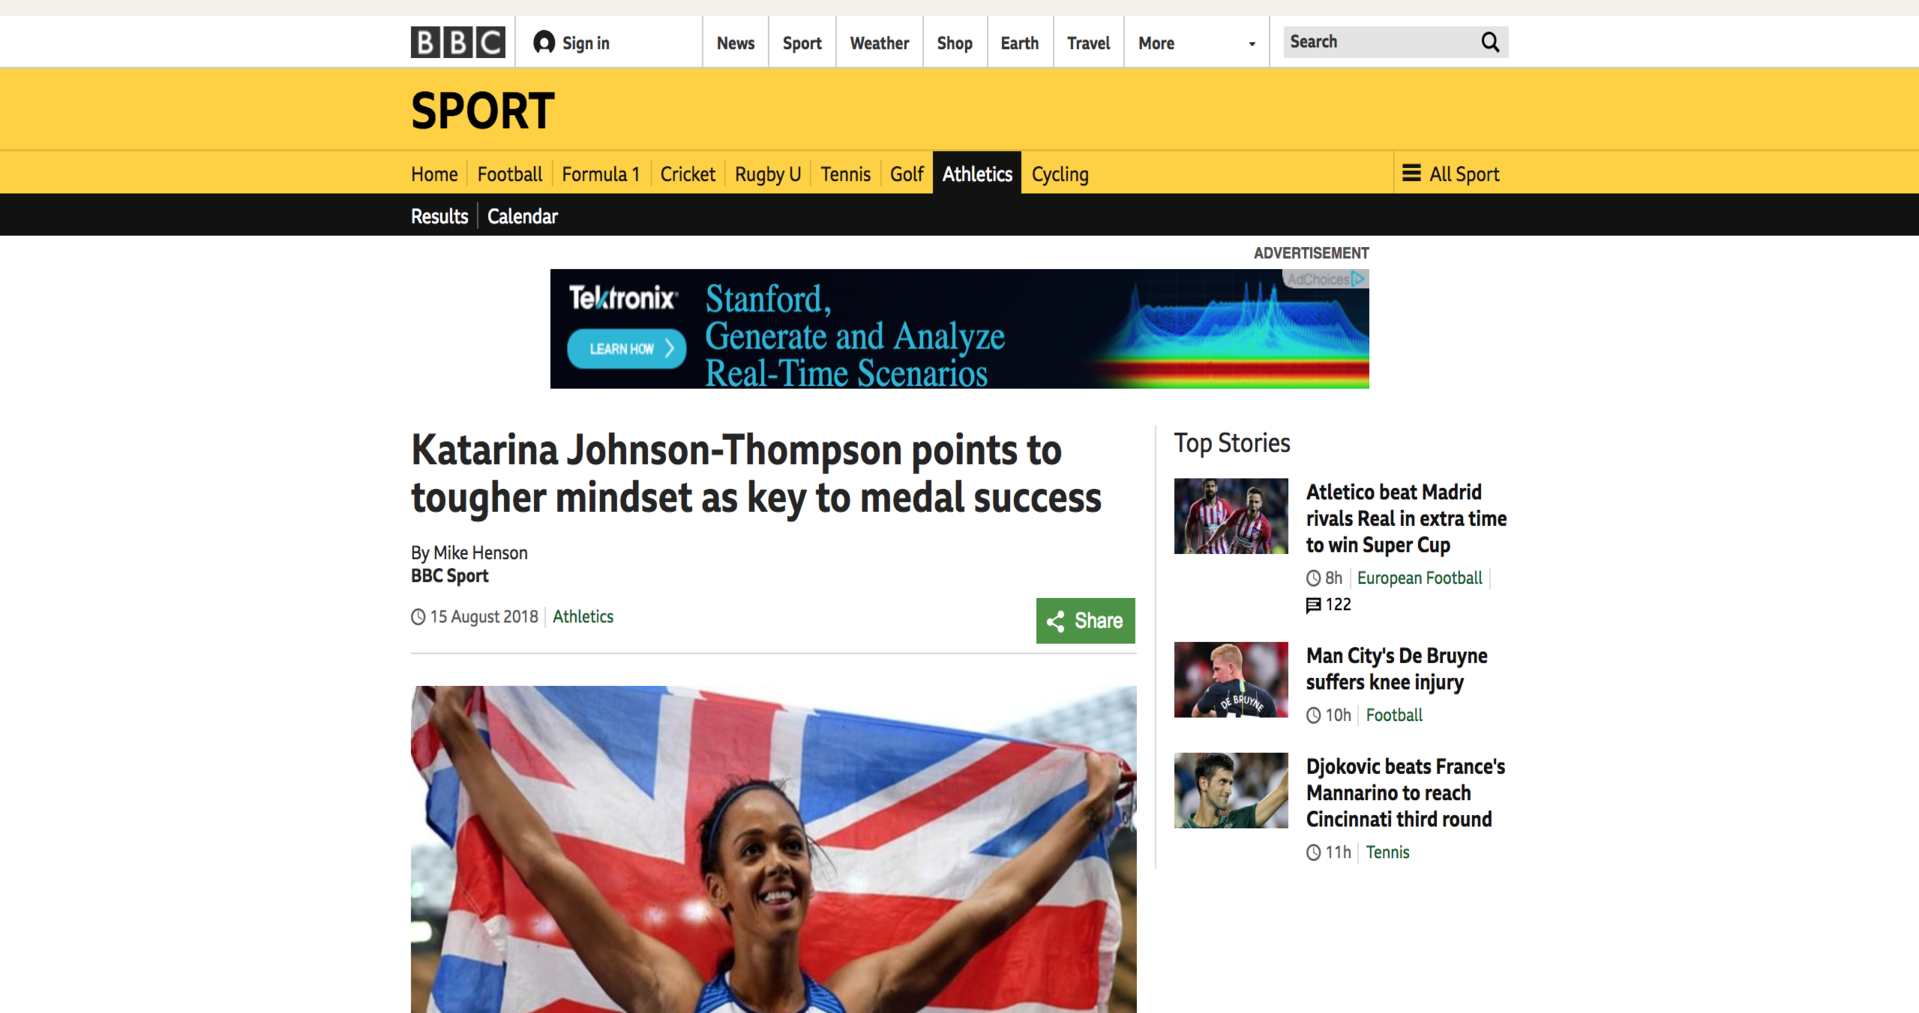 BBC
Sign in
News
Sport
Weather
Shop
Earth
Travel
More
Search
SPORT
Home
Football
Formula 1
Cricket
Rugby U
Tennis
Golf
Athletics
Cycling
All Sport
Results
Calendar
ADVERTISEMENT
Tektronix
LEARN HOW
Stanford,
Generate and Analyze
Real-Time Scenarios
AdChoices
Katarina Johnson-Thompson points to
tougher mindset as key to medal success
By Mike Henson
BBC Sport
15 August 2018
Athletics
Share
Top Stories
Atletico beat Madrid
rivals Real in extra time
to win Super Cup
8h
European Football
122
Man City's De Bruyne
suffers knee injury
10h
Football
DE BRUYNE
Djokovic beats France's
Mannarino to reach
Cincinnati third round
11h
Tennis